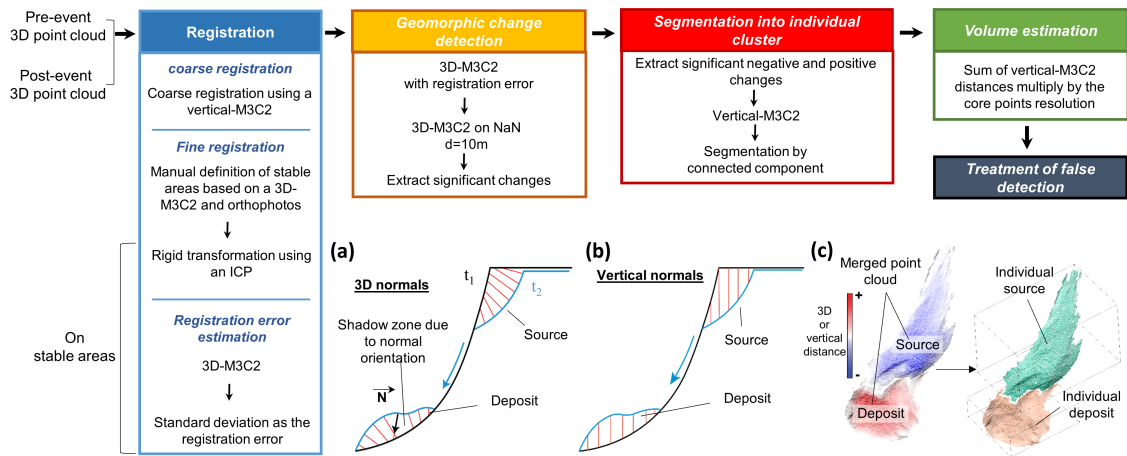 Pre-event
3D point cloud
Post-event
3D point cloud
Registration
coarse registration
Coarse registration using a
vertical-M3C2
Fine registration
Manual definition of stable
areas based on a 3D-
M3C2 and orthophotos
Rigid transformation using
an ICP
Registration error
estimation
3D-M3C2
Standard deviation as the
registration error
On
stable areas
Geomorphic change
detection
3D-M3C2
with registration error
3D-M3C2 on NaN
d=10m
Extract significant changes
Segmentation into individual
cluster
Extract significant negative and positive
changes
Vertical-M3C2
Segmentation by
connected component
Volume estimation
Sum of vertical-M3C2
distances multiply by the
core points resolution
Treatment of false
detection
(a)
3D normals
t1
t2
Shadow zone due
to normal
orientation
Source
N
Deposit
(b)
Vertical normals
Source
Deposit
(c)
Merged point
cloud
+
3D
or
vertical
distance
-
Source
Deposit
Individual
source
Individual
deposit